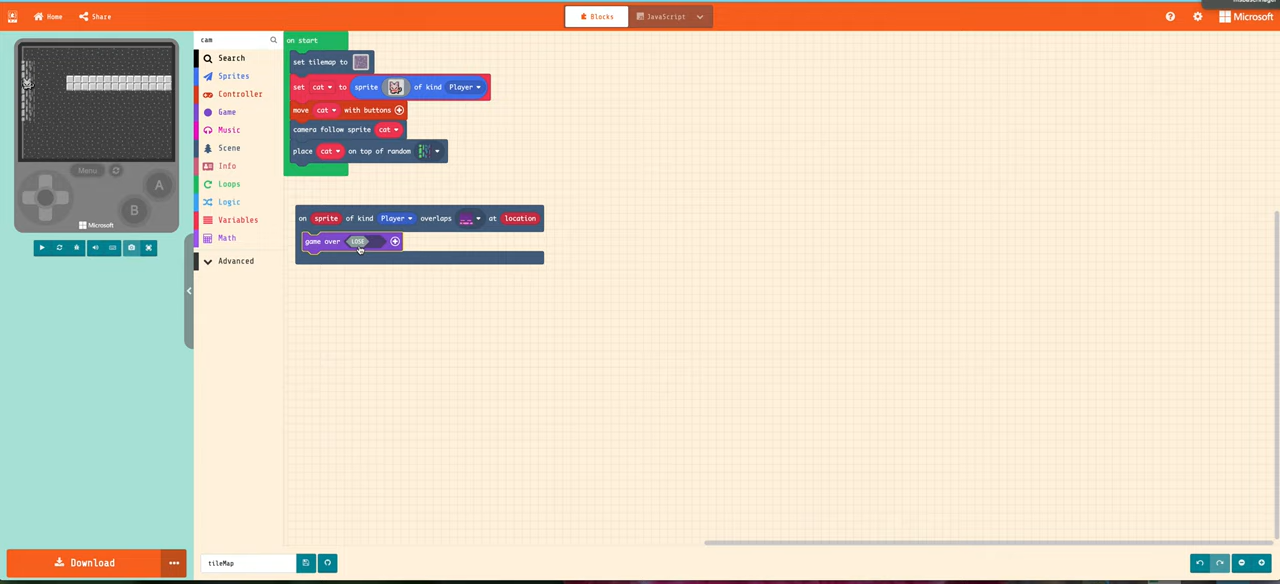 Home
Share
Blocks
JavaScript
Microsoft
cam
Search
Sprites
Controller
Game
Music
Scene
Info
Loops
Logic
Variables
Math
Advanced
Menu
A
B
Microsoft
on start
set tilemap to
set cat to sprite of kind Player
move cat with buttons
camera follow sprite cat
place cat on top of random
on sprite of kind Player overlaps at location
game over LOSE
Download
tileMap